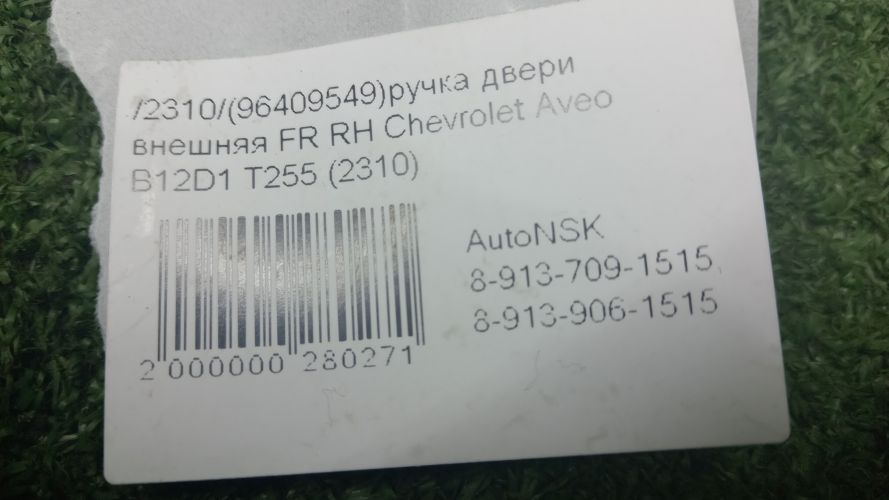 /2310/(96409549)ручка двери
внешняя FR RH Chevrolet Aveo
B12D1 T255 (2310)
AutoNSK
8-913-709-1515,
8-913-906-1515
2 000000 280271